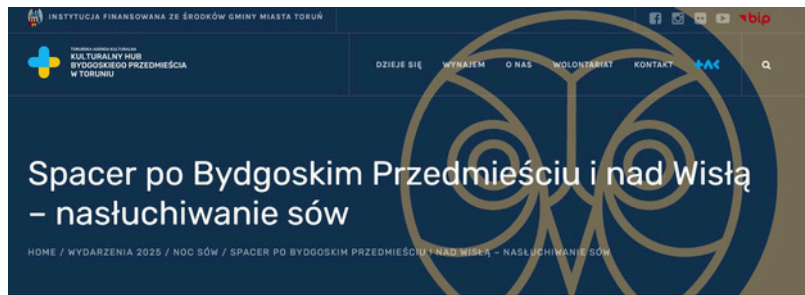 INSTYTUCJA FINANSOWANA ZE ŚRODKÓW GMINY MIASTA TORUŃ
bip
TORUŃSKA AGENDA KULTURALNA
KULTURALNY HUB
BYDGOSKIEGO PRZEDMIEŚCIA
W TORUNIU
DZIEJE SIĘ WYNAJEM O NAS WOLONTARIAT KONTAKT
Spacer po Bydgoskim Przedmieściu i nad Wisłą
– nasłuchiwanie sów
HOME / WYDARZENIA 2025 / NOC SÓW / SPACER PO BYDGOSKIM PRZEDMIEŚCIU I NAD WISŁĄ – NASŁUCHIWANIE SÓW